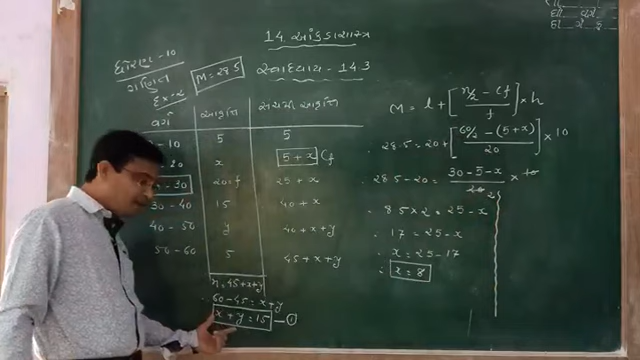 14. આંકડાશાસ્ત્ર
સ્વાધ્યાય - 14.3
ધોરણ - 10
ગણિત
M = 28.5
વર્ગ આવૃત્તિ સંચયી આવૃત્તિ
- 10 5 5
- 20 x 5 + x cf
- 30 20 = f 25 + x
30 - 40 15 40 + x
40 - 50 y 40 + x + y
50 - 60 5 45 + x + y
n = 45 + x + y
60 - 45 = x + y
x + y = 15 — ①
M = l + [ n/2 - cf / f ] × h
28.5 = 20 + [ 60/2 - (5 + x) / 20 ] × 10
28.5 - 20 = 30 - 5 - x / 20 × 10
2
8.5 × 2 = 25 - x
17 = 25 - x
x = 25 - 17
x = 8